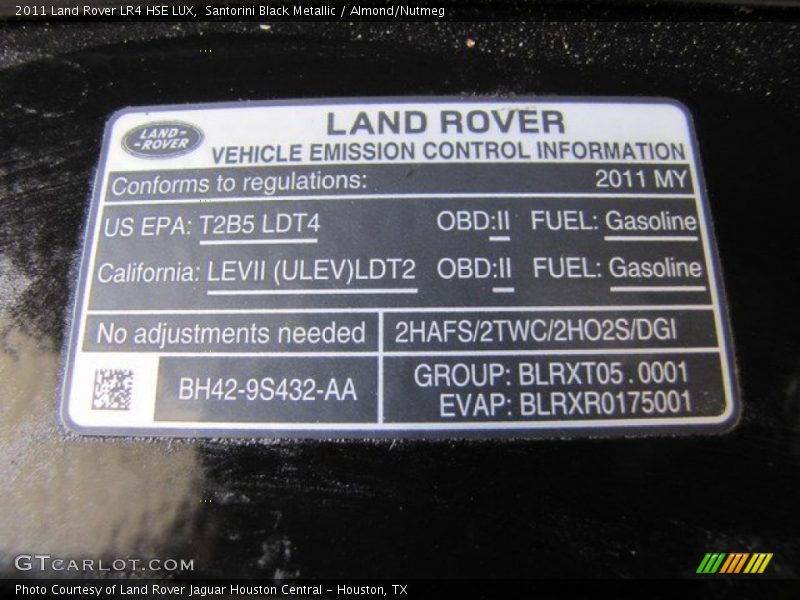 2011 Land Rover LR4 HSE LUX, Santorini Black Metallic / Almond/Nutmeg
LAND ROVER
LAND-
-ROVER
VEHICLE EMISSION CONTROL INFORMATION
Conforms to regulations: 2011 MY
US EPA: T2B5 LDT4 OBD:II FUEL: Gasoline
California: LEVII (ULEV)LDT2 OBD:II FUEL: Gasoline
No adjustments needed 2HAFS/2TWC/2HO2S/DGI
BH42-9S432-AA
GROUP: BLRXT05.0001
EVAP: BLRXR0175001
GTCARLOT.COM
Photo Courtesy of Land Rover Jaguar Houston Central - Houston, TX